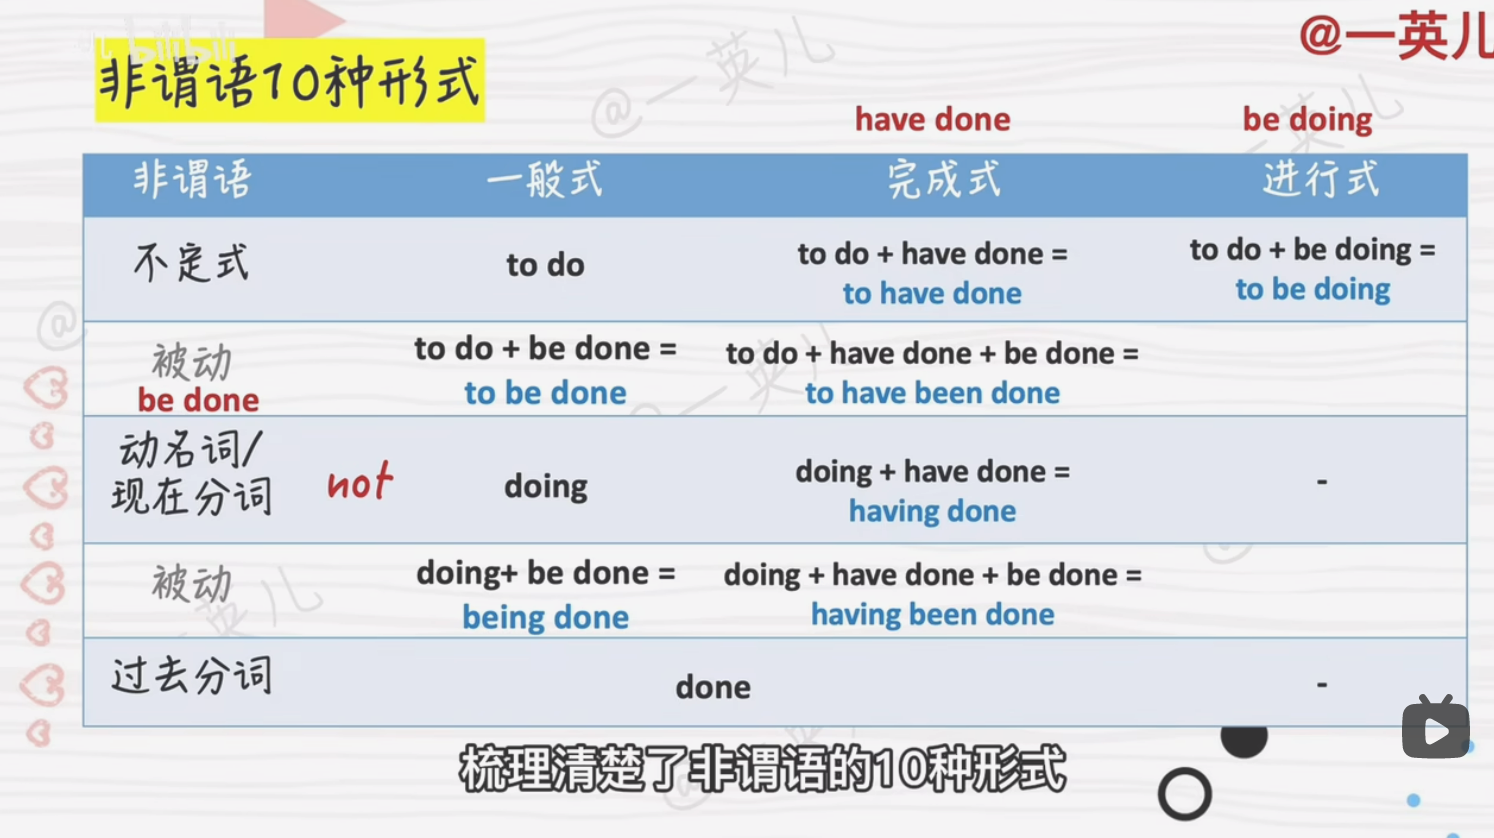 bilibili
@一英儿
非谓语10种形式
@一英儿
have done
be doing
非谓语 一般式 完成式 进行式
不定式
to do
to do + have done =
to have done
to do + be doing =
to be doing
被动
be done
to do + be done =
to be done
to do + have done + be done =
to have been done
动名词/
现在分词
not
doing
doing + have done =
having done
-
被动
doing+ be done =
being done
doing + have done + be done =
having been done
过去分词
done
-
梳理清楚了非谓语的10种形式